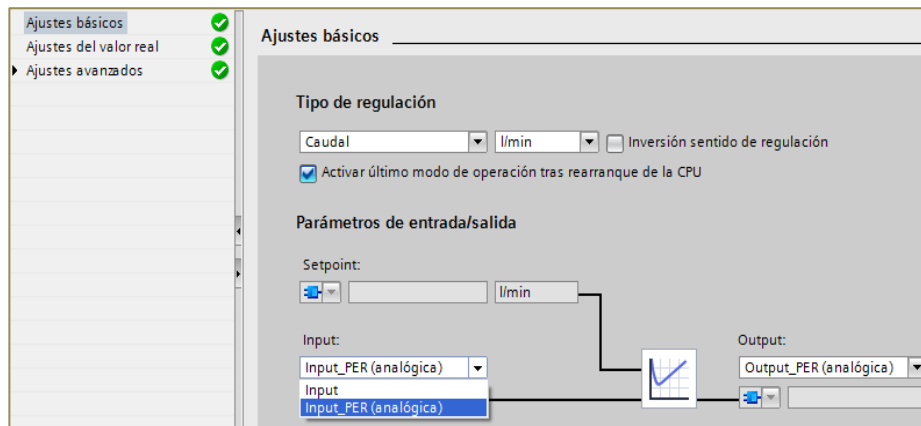 Ajustes básicos
Ajustes del valor real
Ajustes avanzados
Ajustes básicos
Tipo de regulación
Caudal l/min Inversión sentido de regulación
Activar último modo de operación tras rearranque de la CPU
Parámetros de entrada/salida
Setpoint:
l/min
Input: Output:
Input_PER (analógica) Output_PER (analógica)
Input
Input_PER (analógica)